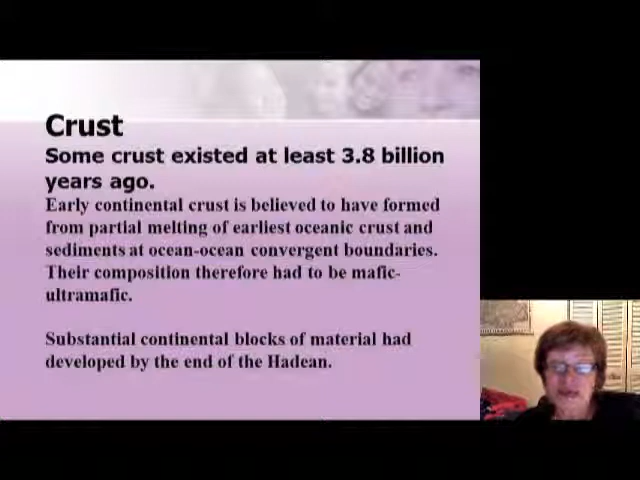 Crust
Some crust existed at least 3.8 billion
years ago.
Early continental crust is believed to have formed
from partial melting of earliest oceanic crust and
sediments at ocean-ocean convergent boundaries.
Their composition therefore had to be mafic-
ultramafic.
Substantial continental blocks of material had
developed by the end of the Hadean.